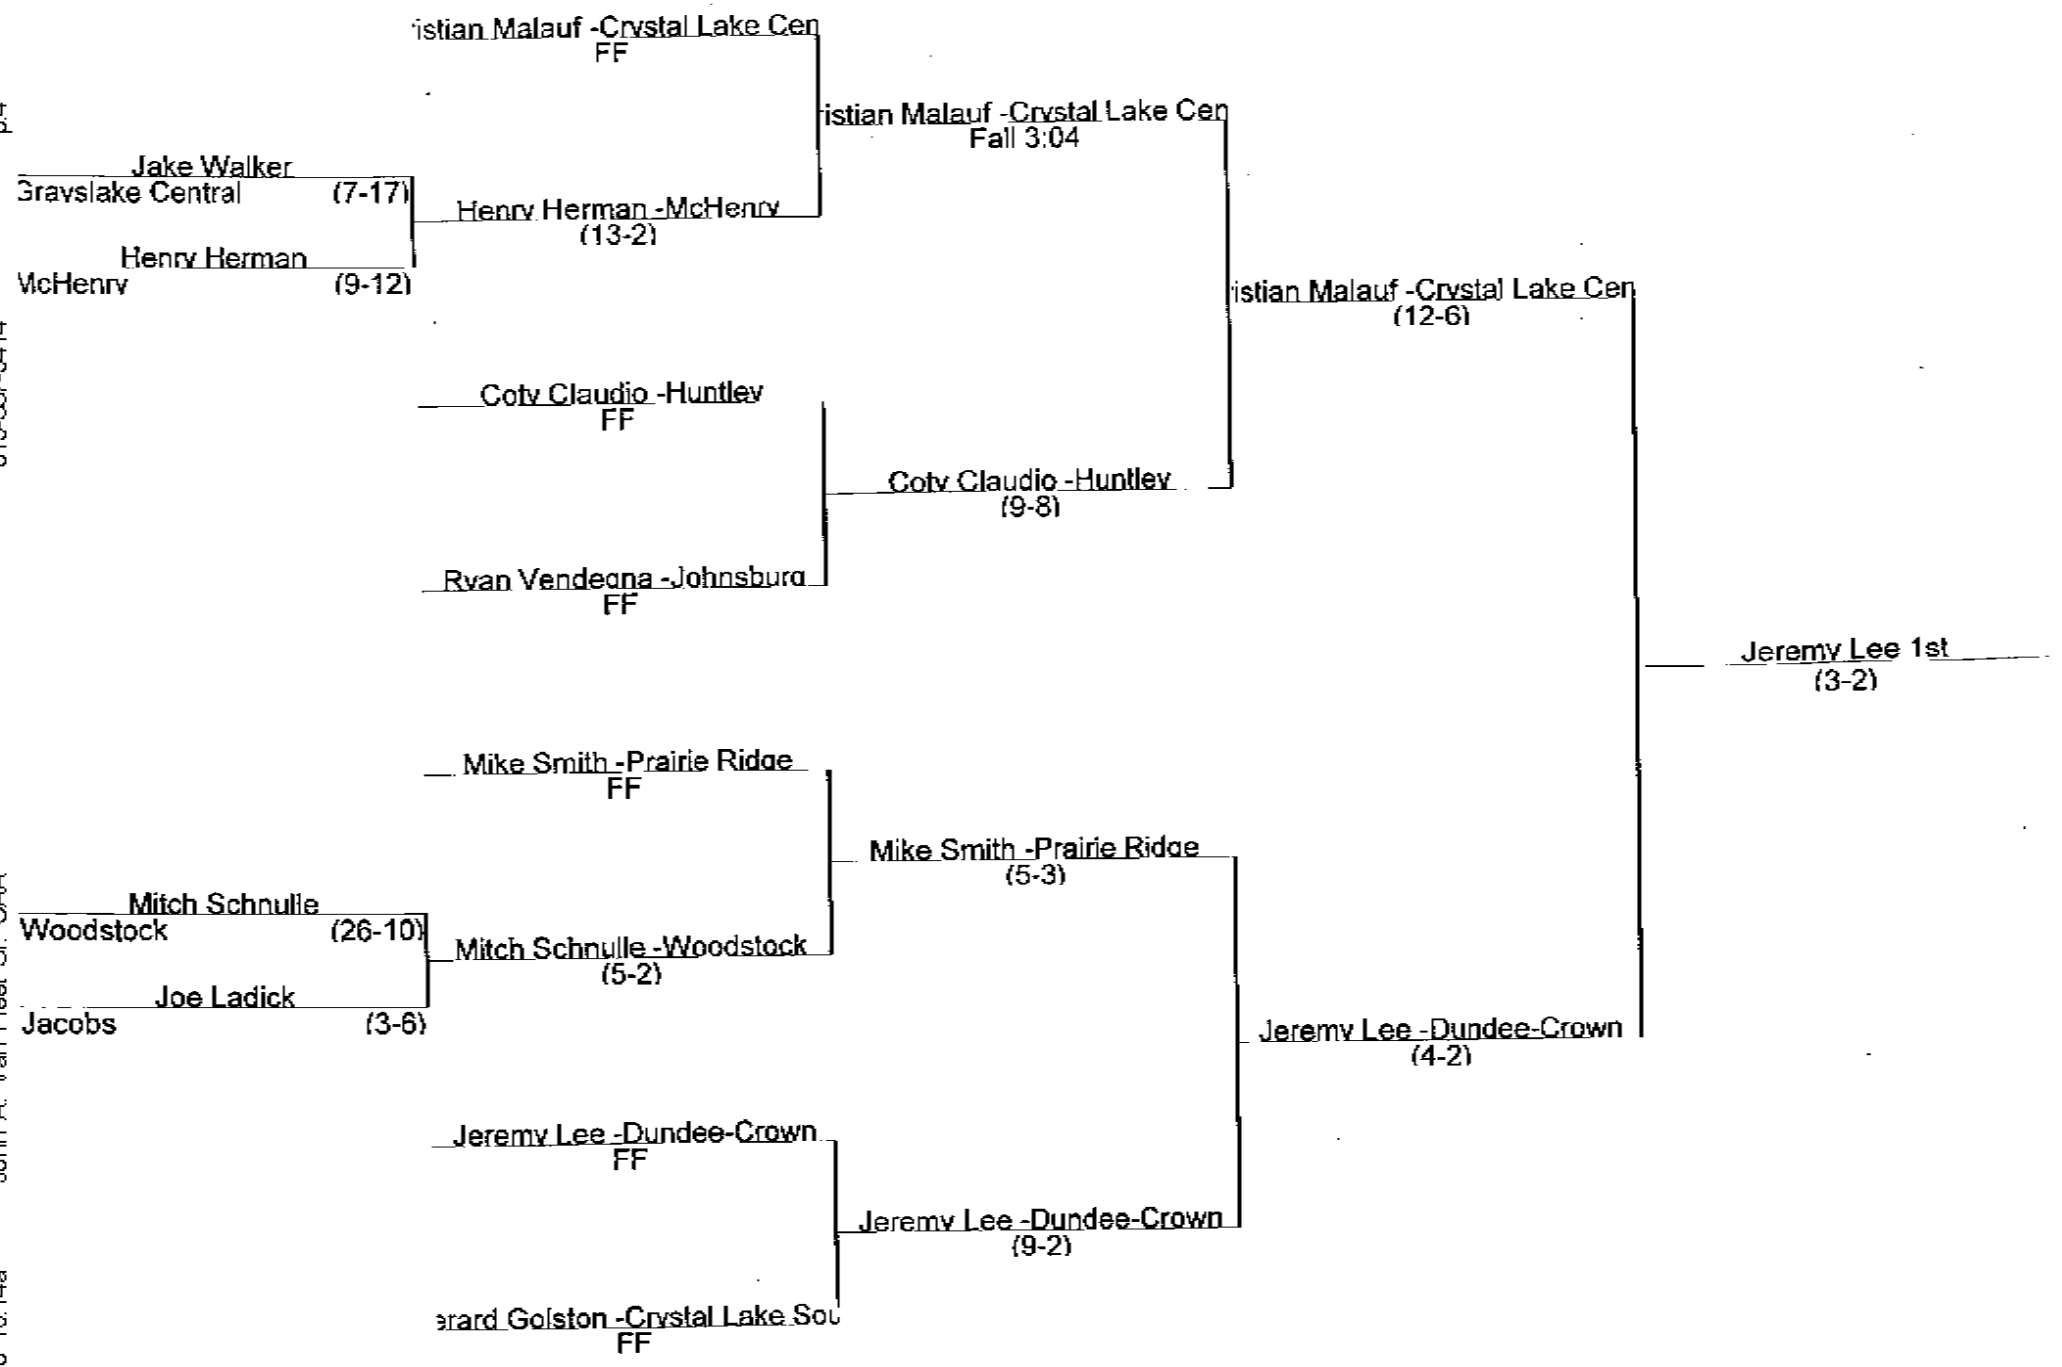 istian Malauf -Crystal Lake Cen
FF
istian Malauf -Crystal Lake Cen
Fall 3:04
Jake Walker
Grayslake Central (7-17)
Henry Herman -McHenry
(13-2)
Henry Herman
McHenry (9-12)
istian Malauf -Crystal Lake Cen
(12-6)
Coty Claudio -Huntley
FF
Coty Claudio -Huntley
(9-8)
Ryan Vendegna -Johnsburg
FF
Jeremy Lee 1st
(3-2)
Mike Smith -Prairie Ridge
FF
Mike Smith -Prairie Ridge
(5-3)
Mitch Schnulle
Woodstock (26-10)
Mitch Schnulle -Woodstock
(5-2)
Joe Ladick
Jacobs (3-6)
Jeremy Lee -Dundee-Crown
(4-2)
Jeremy Lee -Dundee-Crown
FF
Jeremy Lee -Dundee-Crown
(9-2)
erard Golston -Crystal Lake Sou
FF